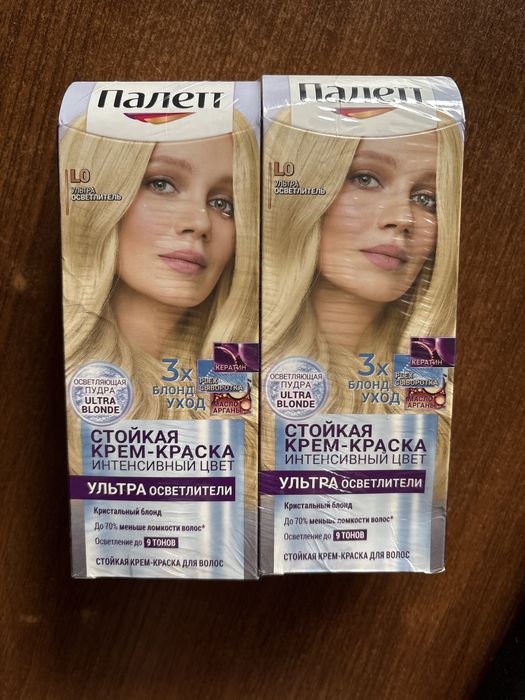 Палетт
L0
УЛЬТРА
ОСВЕТЛИТЕЛЬ
ОСВЕТЛЯЮЩАЯ
ПУДРА
ULTRA
BLONDE
3x
БЛОНД
УХОД
КЕРАТИН
PLEX
СЫВОРОТКА
МАСЛО
АРГАНЫ
СТОЙКАЯ
КРЕМ-КРАСКА
ИНТЕНСИВНЫЙ ЦВЕТ
УЛЬТРА ОСВЕТЛИТЕЛИ
Кристальный блонд
До 70% меньше ломкости волос*
Осветление до 9 ТОНОВ
СТОЙКАЯ КРЕМ-КРАСКА ДЛЯ ВОЛОС
Палетт
L0
УЛЬТРА
ОСВЕТЛИТЕЛЬ
ОСВЕТЛЯЮЩАЯ
ПУДРА
ULTRA
BLONDE
3x
БЛОНД
УХОД
КЕРАТИН
PLEX
СЫВОРОТКА
МАСЛО
АРГАНЫ
СТОЙКАЯ
КРЕМ-КРАСКА
ИНТЕНСИВНЫЙ ЦВЕТ
УЛЬТРА ОСВЕТЛИТЕЛИ
Кристальный блонд
До 70% меньше ломкости волос*
Осветление до 9 ТОНОВ
СТОЙКАЯ КРЕМ-КРАСКА ДЛЯ ВОЛОС